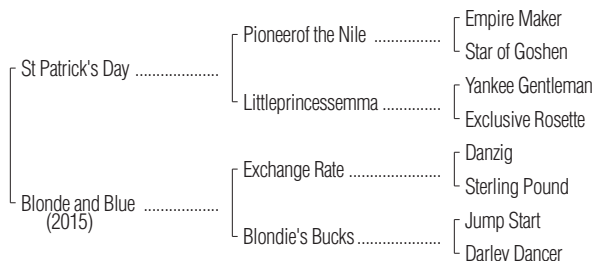 Empire Maker
Pioneerof the Nile ................
Star of Goshen
St Patrick's Day ....................
Yankee Gentleman
Littleprincessemma ..............
Exclusive Rosette
Danzig
Exchange Rate ......................
Sterling Pound
Blonde and Blue ..................
(2015)
Jump Start
Blondie's Bucks ....................
Darley Dancer